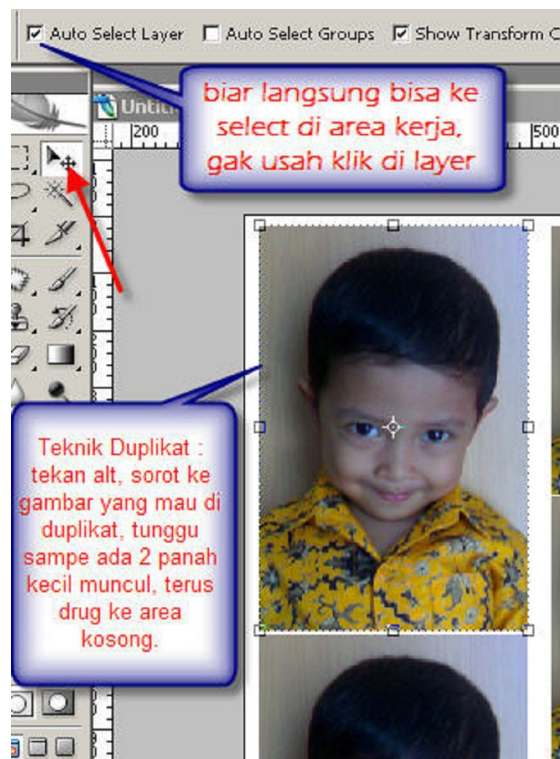 Auto Select Layer Auto Select Groups Show Transform C
biar langsung bisa ke
select di area kerja,
gak usah klik di layer
200
500
Teknik Duplikat :
tekan alt, sorot ke
gambar yang mau di
duplikat, tunggu
sampe ada 2 panah
kecil muncul, terus
drug ke area
kosong.